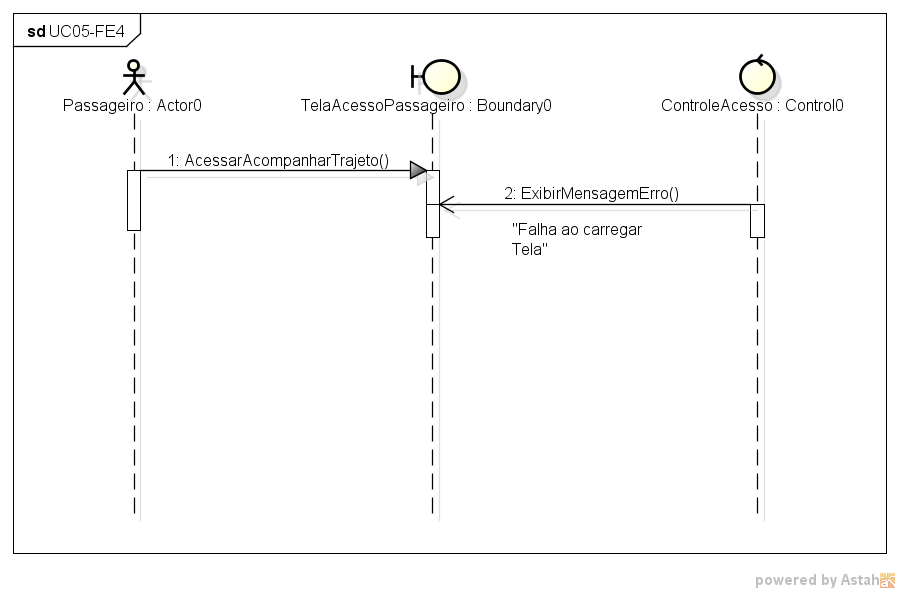 sd UC05-FE4
Passageiro : Actor0
TelaAcessoPassageiro : Boundary0
ControleAcesso : Control0
1: AcessarAcompanharTrajeto()
2: ExibirMensagemErro()
"Falha ao carregar
Tela"
powered by Astah